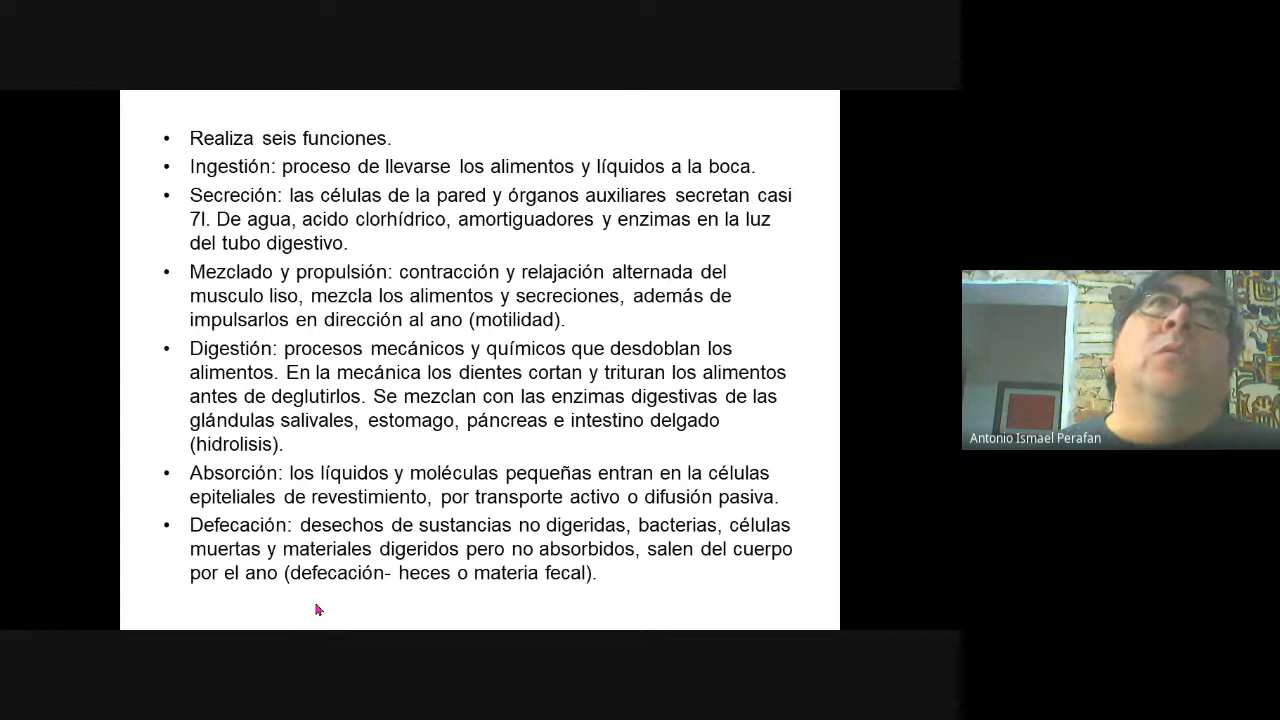 • Realiza seis funciones.
• Ingestión: proceso de llevarse los alimentos y líquidos a la boca.
• Secreción: las células de la pared y órganos auxiliares secretan casi
7l. De agua, acido clorhídrico, amortiguadores y enzimas en la luz
del tubo digestivo.
• Mezclado y propulsión: contracción y relajación alternada del
musculo liso, mezcla los alimentos y secreciones, además de
impulsarlos en dirección al ano (motilidad).
• Digestión: procesos mecánicos y químicos que desdoblan los
alimentos. En la mecánica los dientes cortan y trituran los alimentos
antes de deglutirlos. Se mezclan con las enzimas digestivas de las
glándulas salivales, estomago, páncreas e intestino delgado
(hidrolisis).
• Absorción: los líquidos y moléculas pequeñas entran en la células
epiteliales de revestimiento, por transporte activo o difusión pasiva.
• Defecación: desechos de sustancias no digeridas, bacterias, células
muertas y materiales digeridos pero no absorbidos, salen del cuerpo
por el ano (defecación- heces o materia fecal).
Antonio Ismael Perafan